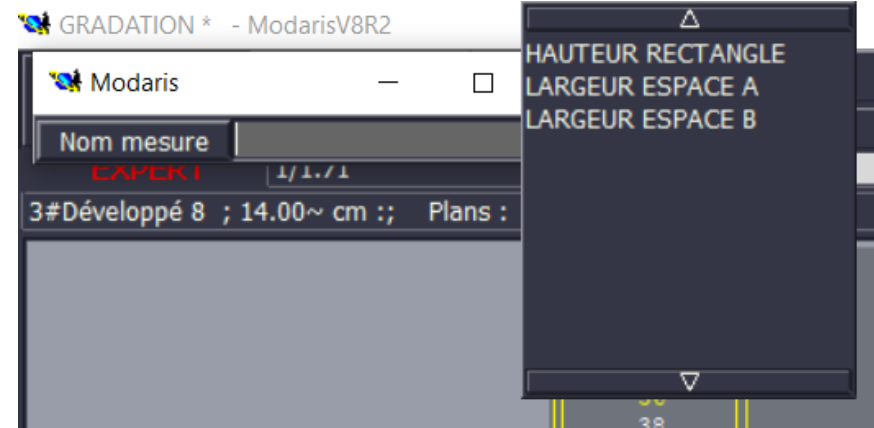 GRADATION * - ModarisV8R2
Modaris
HAUTEUR RECTANGLE
LARGEUR ESPACE A
LARGEUR ESPACE B
Nom mesure
EXPERT 1/1.71
3#Développé 8 ; 14.00~ cm :; Plans :
38